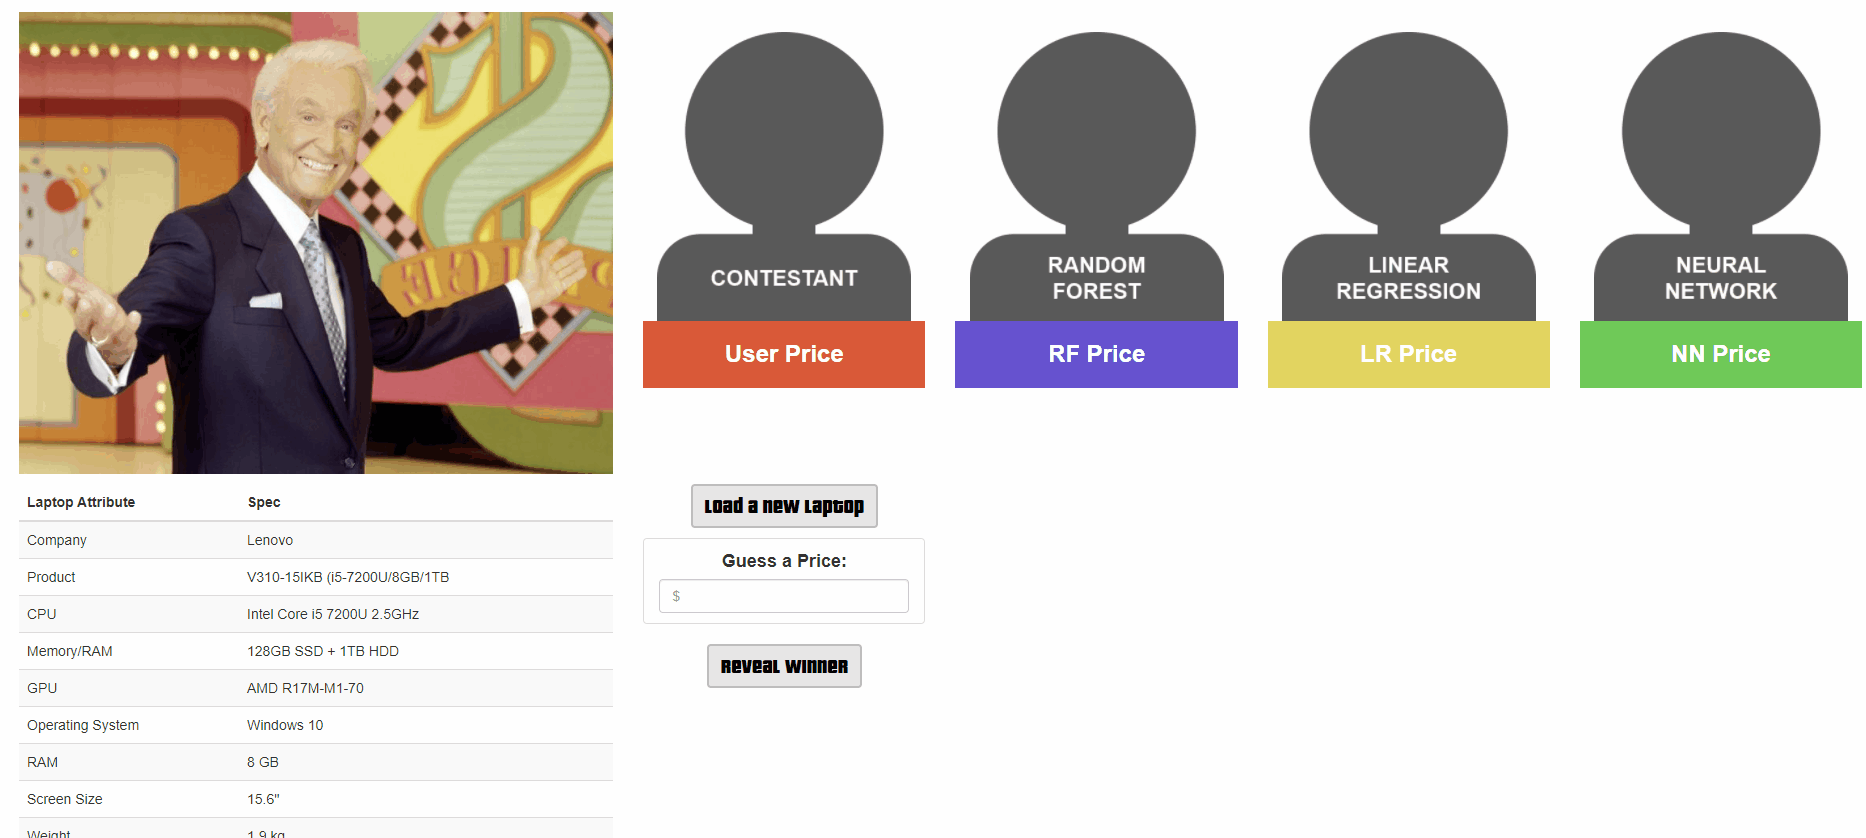 CONTESTANT
RANDOM
FOREST
LINEAR
REGRESSION
NEURAL
NETWORK
User Price
RF Price
LR Price
NN Price
Laptop Attribute Spec
Company Lenovo
Product V310-15IKB (i5-7200U/8GB/1TB
CPU Intel Core i5 7200U 2.5GHz
Memory/RAM 128GB SSD + 1TB HDD
GPU AMD R17M-M1-70
Operating System Windows 10
RAM 8 GB
Screen Size 15.6"
Weight 1.9 kg
Load a new Laptop
Guess a Price:
$
Reveal Winner